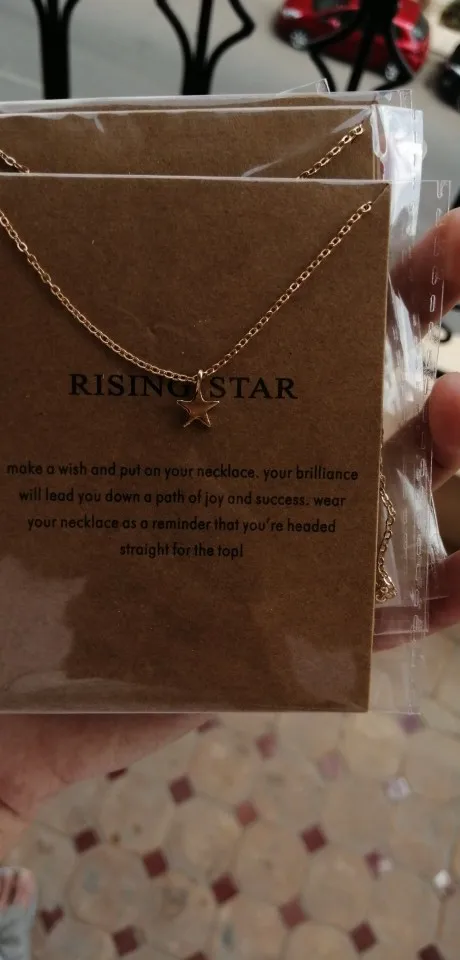 RISING STAR
make a wish and put on your necklace. your brilliance
will lead you down a path of joy and success. wear
your necklace as a reminder that you're headed
straight for the top!